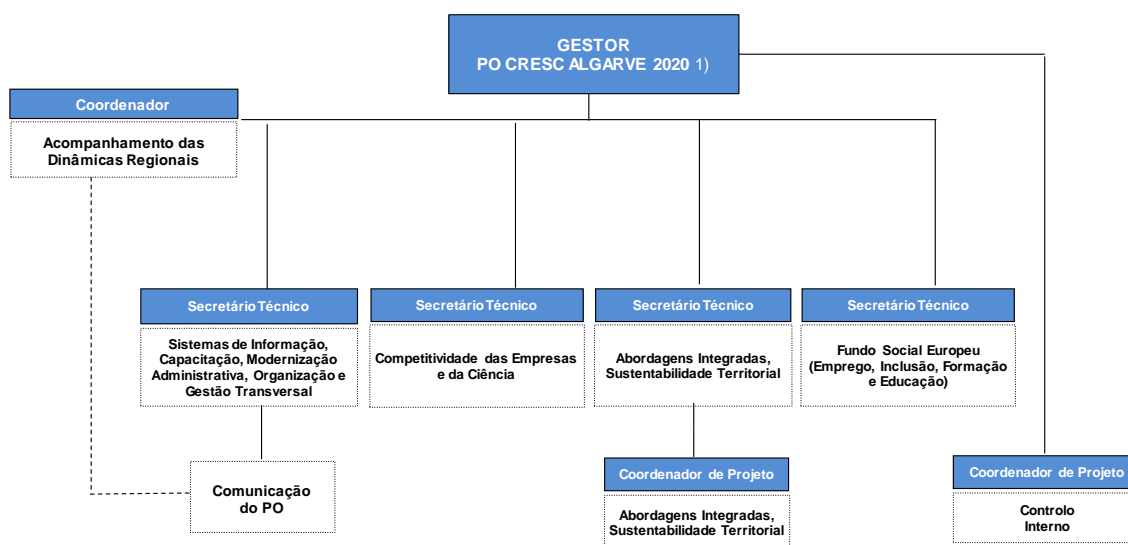 GESTOR
PO CRESC ALGARVE 2020 1)
Coordenador
Acompanhamento das
Dinâmicas Regionais
Secretário Técnico
Sistemas de Informação,
Capacitação, Modernização
Administrativa, Organização e
Gestão Transversal
Secretário Técnico
Competitividade das Empresas
e da Ciência
Secretário Técnico
Abordagens Integradas,
Sustentabilidade Territorial
Secretário Técnico
Fundo Social Europeu
(Emprego, Inclusão, Formação
e Educação)
Comunicação
do PO
Coordenador de Projeto
Abordagens Integradas,
Sustentabilidade Territorial
Coordenador de Projeto
Controlo
Interno